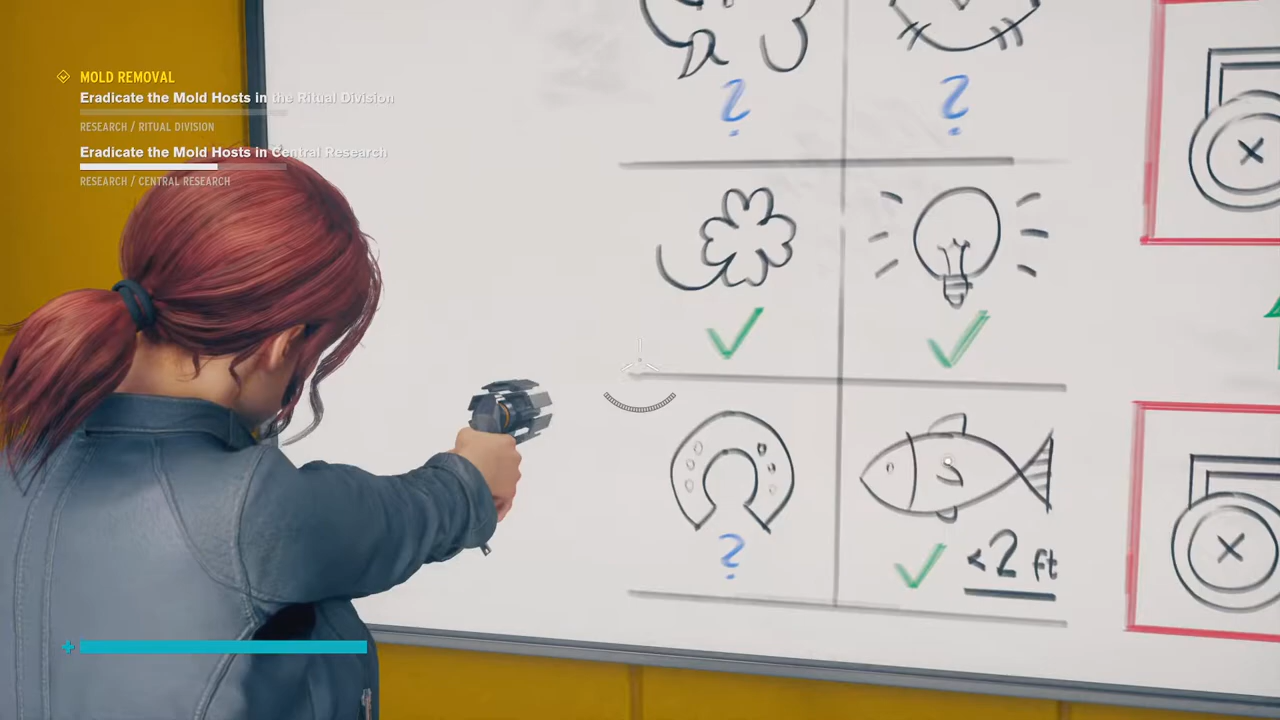 MOLD REMOVAL
Eradicate the Mold Hosts in the Ritual Division
RESEARCH / RITUAL DIVISION
Eradicate the Mold Hosts in Central Research
RESEARCH / CENTRAL RESEARCH
? ?
?
<2 ft